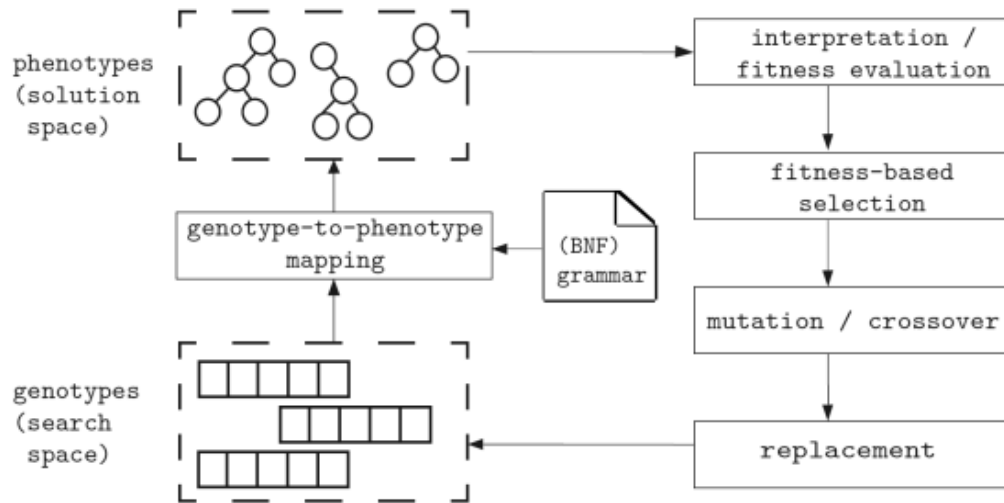 phenotypes
(solution
space)
interpretation /
fitness evaluation
fitness-based
selection
genotype-to-phenotype
mapping
(BNF)
grammar
mutation / crossover
genotypes
(search
space)
replacement